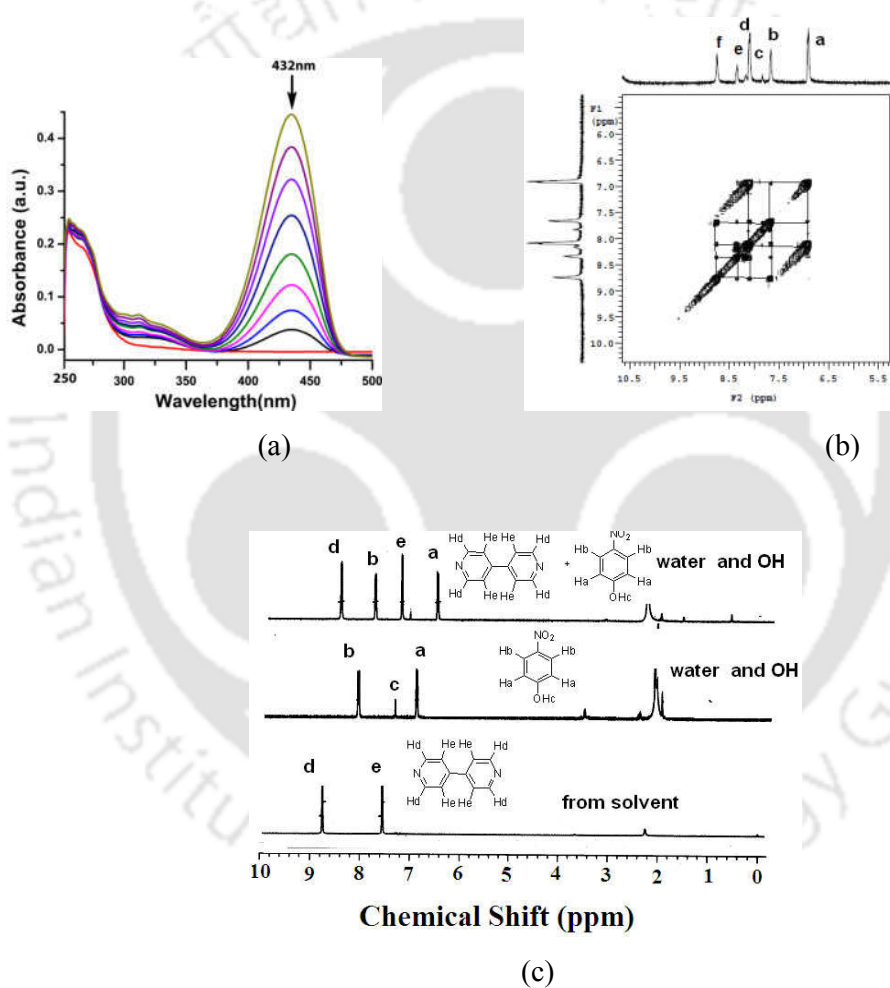 432nm
Absorbance (a.u.)
0.4
0.3
0.2
0.1
0.0
250 300 350 400 450 500
Wavelength(nm)
(a)
f e d c b a
F1
(ppm)
6.0
6.5
7.0
7.5
8.0
8.5
9.0
9.5
10.0
10.5 9.5 8.5 7.5 6.5 5.5
F2 (ppm)
(b)
d b e a
Hd He He Hd
N N
Hd He He Hd
+
NO2
Hb Hb
Ha Ha
OHc
water and OH
b c a
NO2
Hb Hb
Ha Ha
OHc
water and OH
d e
Hd He He Hd
N N
Hd He He Hd
from solvent
10 9 8 7 6 5 4 3 2 1 0
Chemical Shift (ppm)
(c)
Indian Institu